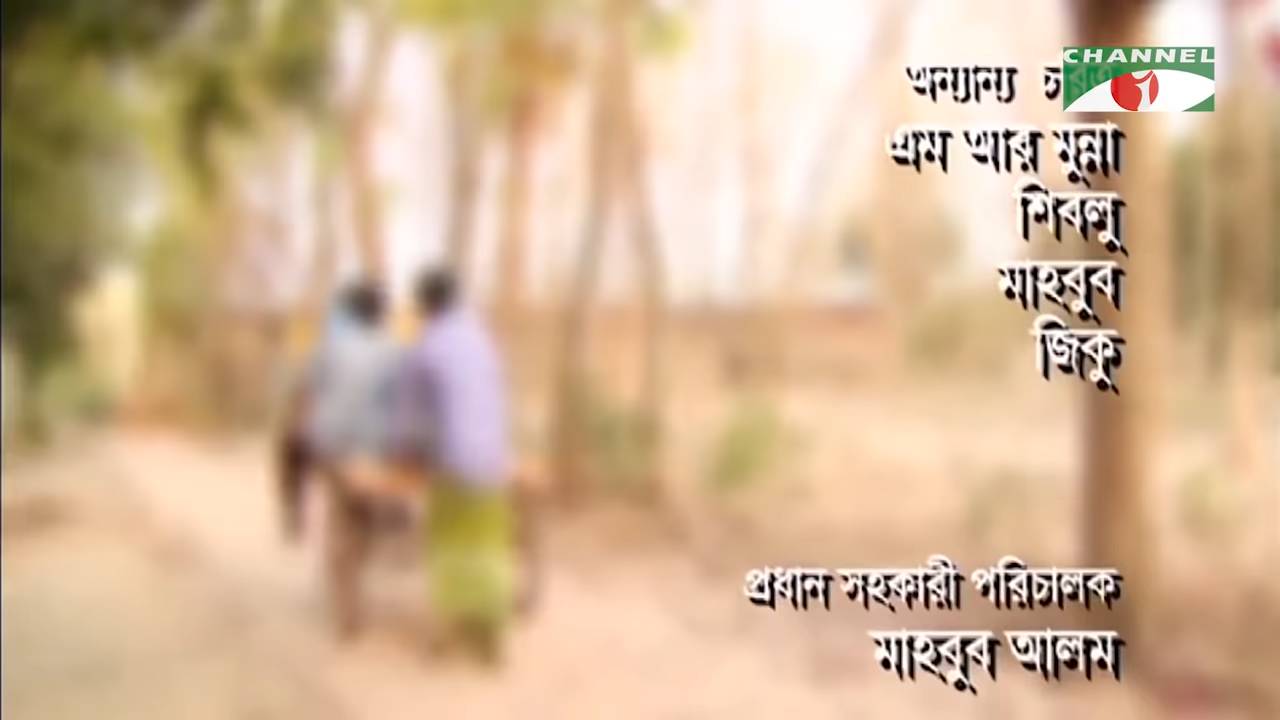 CHANNEL
i
অন্যান্য
এম আর মুন্না
শিবলু
মাহবুব
জিকু
প্রধান সহকারী পরিচালক
মাহবুব আলম